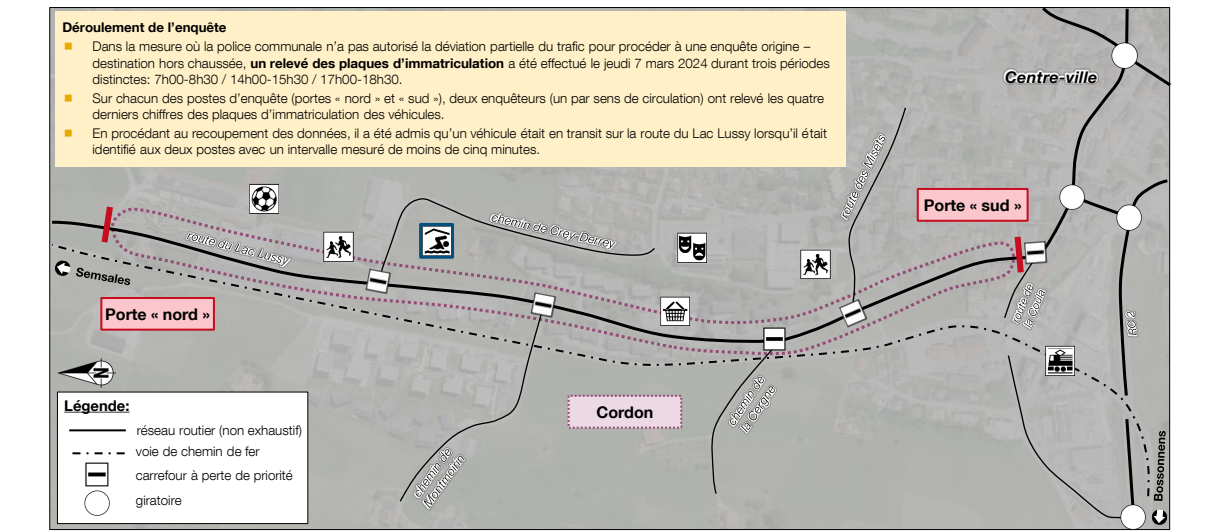 Déroulement de l'enquête
■ Dans la mesure où la police communale n'a pas autorisé la déviation partielle du trafic pour procéder à une enquête origine –
destination hors chaussée, un relevé des plaques d'immatriculation a été effectué le jeudi 7 mars 2024 durant trois périodes
distinctes: 7h00-8h30 / 14h00-15h30 / 17h00-18h30.
■ Sur chacun des postes d'enquête (portes « nord » et « sud »), deux enquêteurs (un par sens de circulation) ont relevé les quatre
derniers chiffres des plaques d'immatriculation des véhicules.
■ En procédant au recoupement des données, il a été admis qu'un véhicule était en transit sur la route du Lac Lussy lorsqu'il était
identifié aux deux postes avec un intervalle mesuré de moins de cinq minutes.
Centre-ville
route des Misets
Porte « sud »
chemin de Crey-Derrey
route du Lac Lussy
Semsales
Porte « nord »
route de
la Coula
RC 2
N
Cordon
chemin de
la Cergne
chemin de
Montmoirin
Bossonnens
Légende:
réseau routier (non exhaustif)
voie de chemin de fer
carrefour à perte de priorité
giratoire